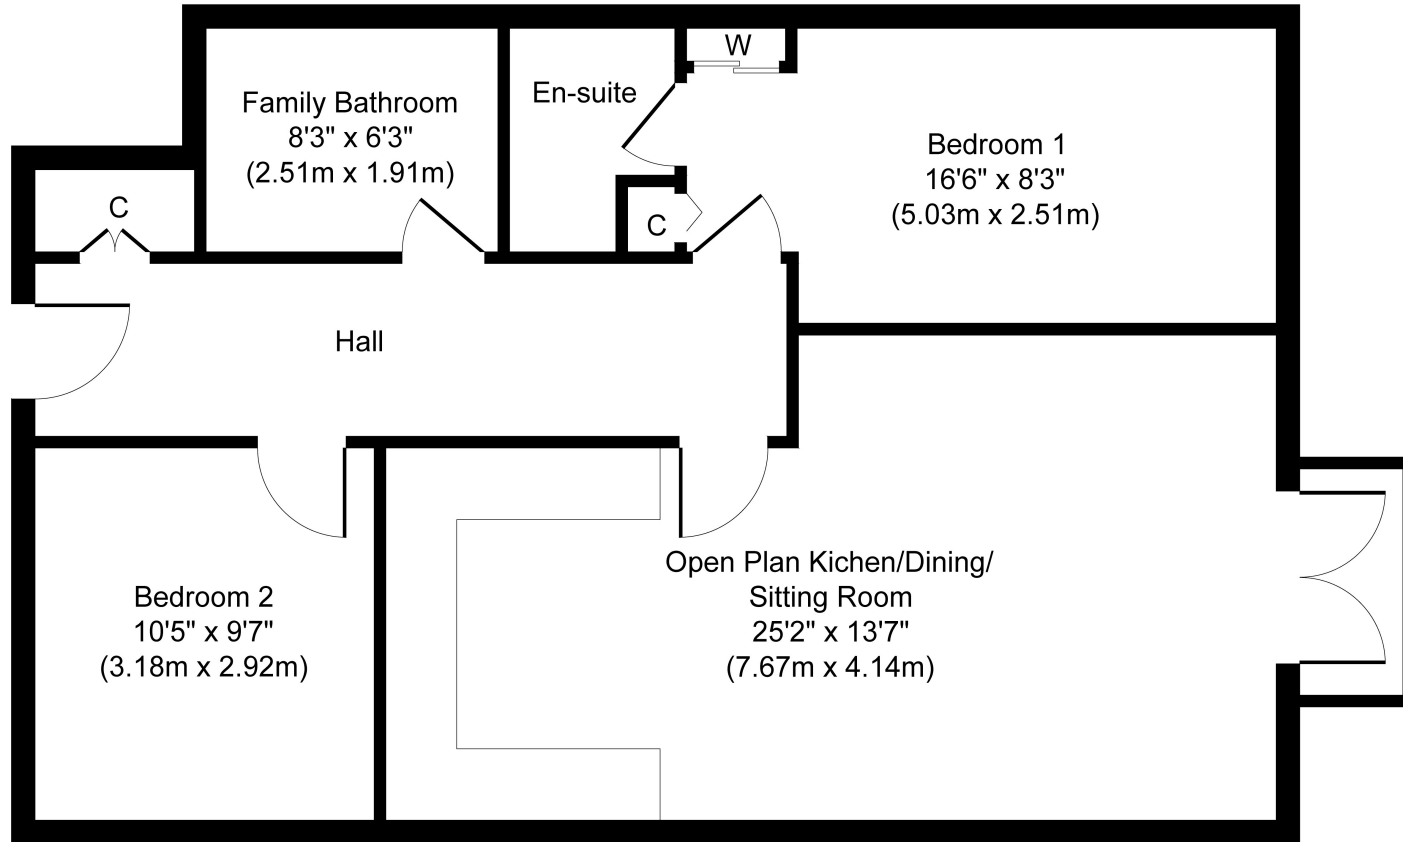 W
Family Bathroom
8'3" x 6'3"
(2.51m x 1.91m)
En-suite
Bedroom 1
16'6" x 8'3"
(5.03m x 2.51m)
C
C
Hall
Bedroom 2
10'5" x 9'7"
(3.18m x 2.92m)
Open Plan Kichen/Dining/
Sitting Room
25'2" x 13'7"
(7.67m x 4.14m)